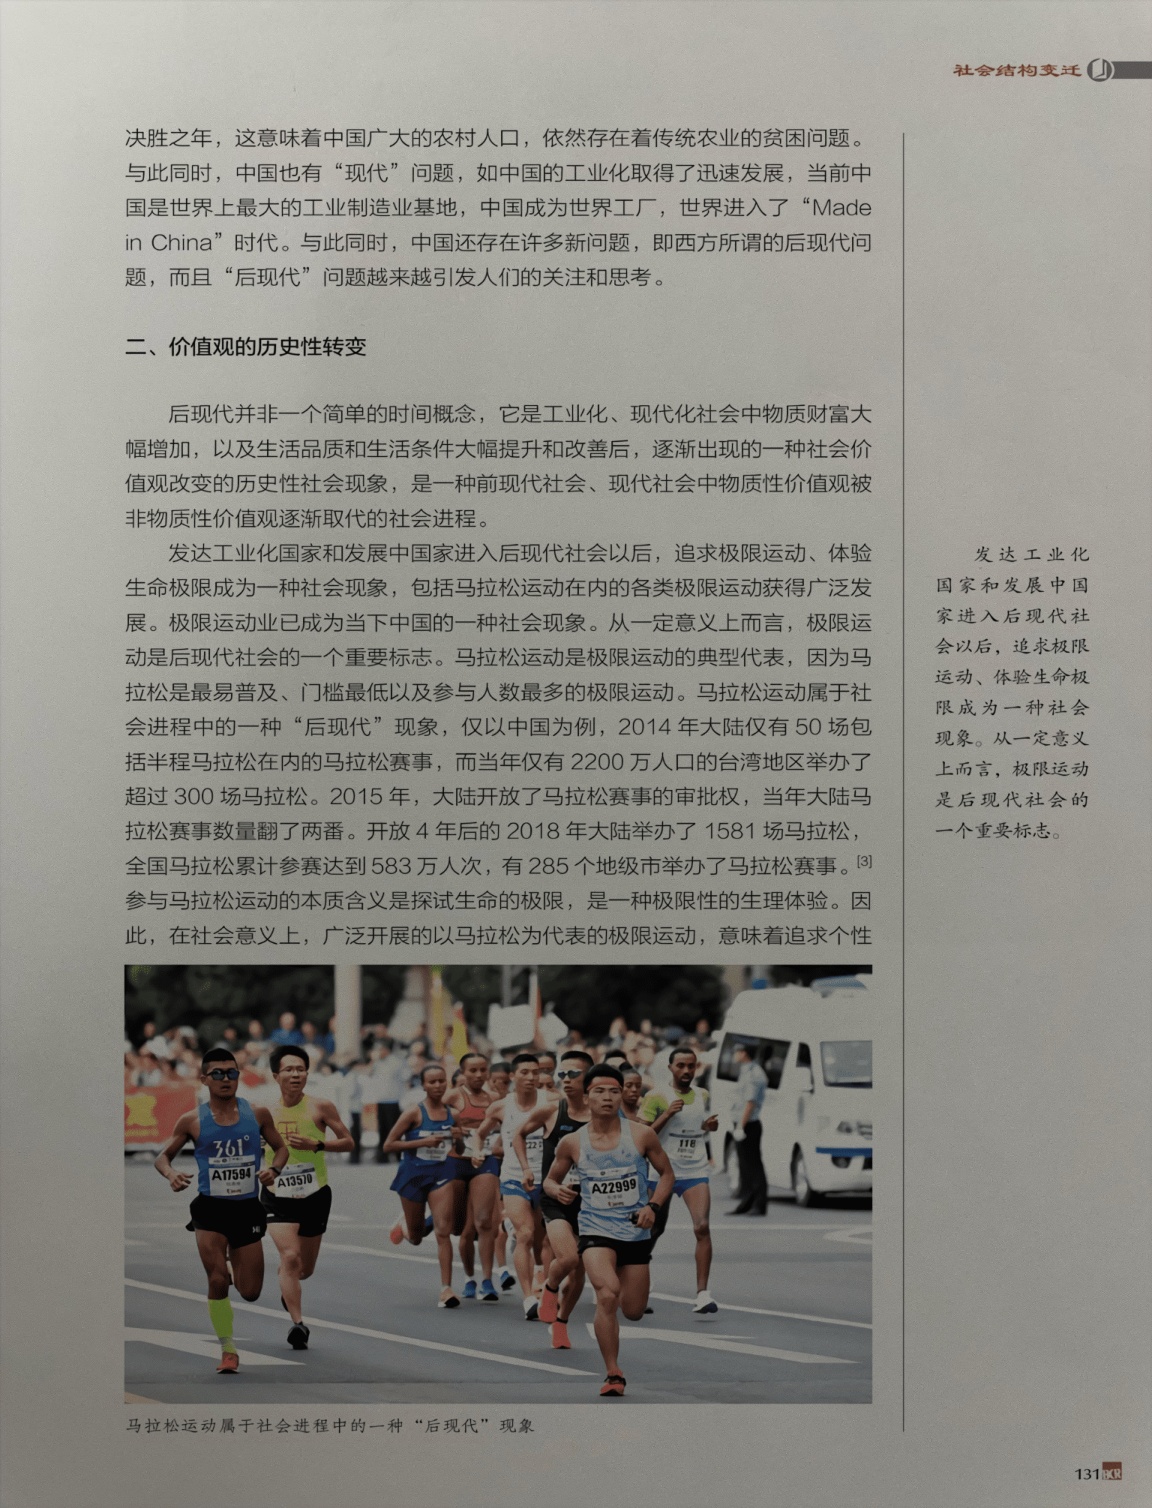 社会结构变迁
决胜之年，这意味着中国广大的农村人口，依然存在着传统农业的贫困问题。
与此同时，中国也有“现代”问题，如中国的工业化取得了迅速发展，当前中
国是世界上最大的工业制造业基地，中国成为世界工厂，世界进入了“Made
in China”时代。与此同时，中国还存在许多新问题，即西方所谓的后现代问
题，而且“后现代”问题越来越引发人们的关注和思考。
二、价值观的历史性转变
后现代并非一个简单的时间概念，它是工业化、现代化社会中物质财富大
幅增加，以及生活品质和生活条件大幅提升和改善后，逐渐出现的一种社会价
值观改变的历史性社会现象，是一种前现代社会、现代社会中物质性价值观被
非物质性价值观逐渐取代的社会进程。
发达工业化国家和发展中国家进入后现代社会以后，追求极限运动、体验
生命极限成为一种社会现象，包括马拉松运动在内的各类极限运动获得广泛发
展。极限运动业已成为当下中国的一种社会现象。从一定意义上而言，极限运
动是后现代社会的一个重要标志。马拉松运动是极限运动的典型代表，因为马
拉松是最易普及、门槛最低以及参与人数最多的极限运动。马拉松运动属于社
会进程中的一种“后现代”现象，仅以中国为例，2014 年大陆仅有 50 场包
括半程马拉松在内的马拉松赛事，而当年仅有 2200 万人口的台湾地区举办了
超过 300 场马拉松。2015 年，大陆开放了马拉松赛事的审批权，当年大陆马
拉松赛事数量翻了两番。开放 4 年后的 2018 年大陆举办了 1581 场马拉松，
全国马拉松累计参赛达到 583 万人次，有 285 个地级市举办了马拉松赛事。[3]
参与马拉松运动的本质含义是探试生命的极限，是一种极限性的生理体验。因
此，在社会意义上，广泛开展的以马拉松为代表的极限运动，意味着追求个性
发达工业化
国家和发展中国
家进入后现代社
会以后，追求极限
运动、体验生命极
限成为一种社会
现象。从一定意义
上而言，极限运动
是后现代社会的
一个重要标志。
361°
A17594
A13570
A22999
118
马拉松运动属于社会进程中的一种“后现代”现象
131